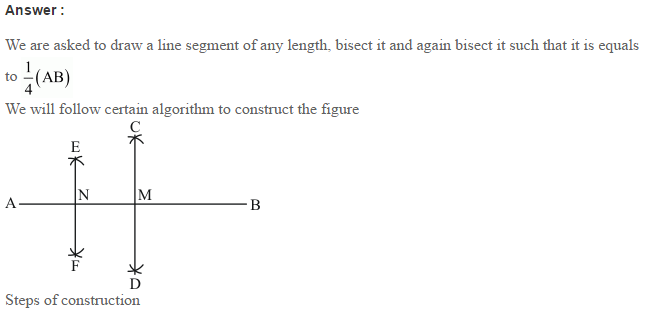 Answer :
We are asked to draw a line segment of any length, bisect it and again bisect it such that it is equals
to 1/4 (AB)
We will follow certain algorithm to construct the figure
C
E
N M
A B
F
D
Steps of construction